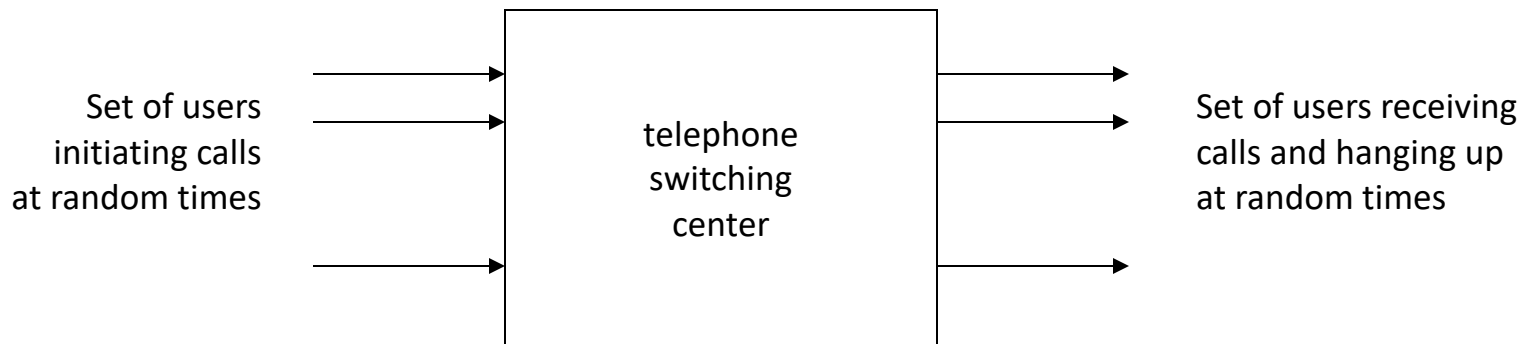 Set of users
initiating calls
at random times
telephone
switching
center
Set of users receiving
calls and hanging up
at random times